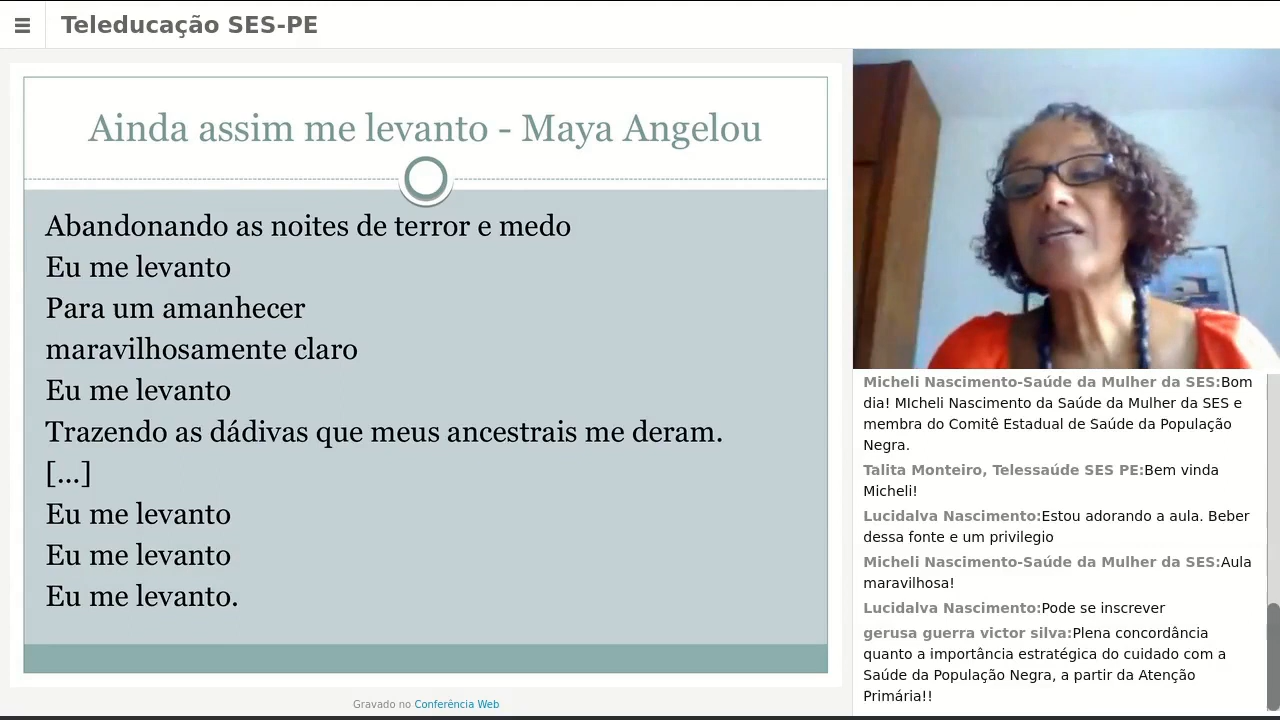 Teleducação SES-PE
Ainda assim me levanto - Maya Angelou
Abandonando as noites de terror e medo
Eu me levanto
Para um amanhecer
maravilhosamente claro
Eu me levanto
Trazendo as dádivas que meus ancestrais me deram.
[...]
Eu me levanto
Eu me levanto
Eu me levanto.
Gravado no Conferência Web
Micheli Nascimento-Saúde da Mulher da SES:Bom
dia! MIcheli Nascimento da Saúde da Mulher da SES e
membra do Comitê Estadual de Saúde da População
Negra.
Talita Monteiro, Telessaúde SES PE:Bem vinda
Micheli!
Lucidalva Nascimento:Estou adorando a aula. Beber
dessa fonte e um privilegio
Micheli Nascimento-Saúde da Mulher da SES:Aula
maravilhosa!
Lucidalva Nascimento:Pode se inscrever
gerusa guerra victor silva:Plena concordância
quanto a importância estratégica do cuidado com a
Saúde da População Negra, a partir da Atenção
Primária!!